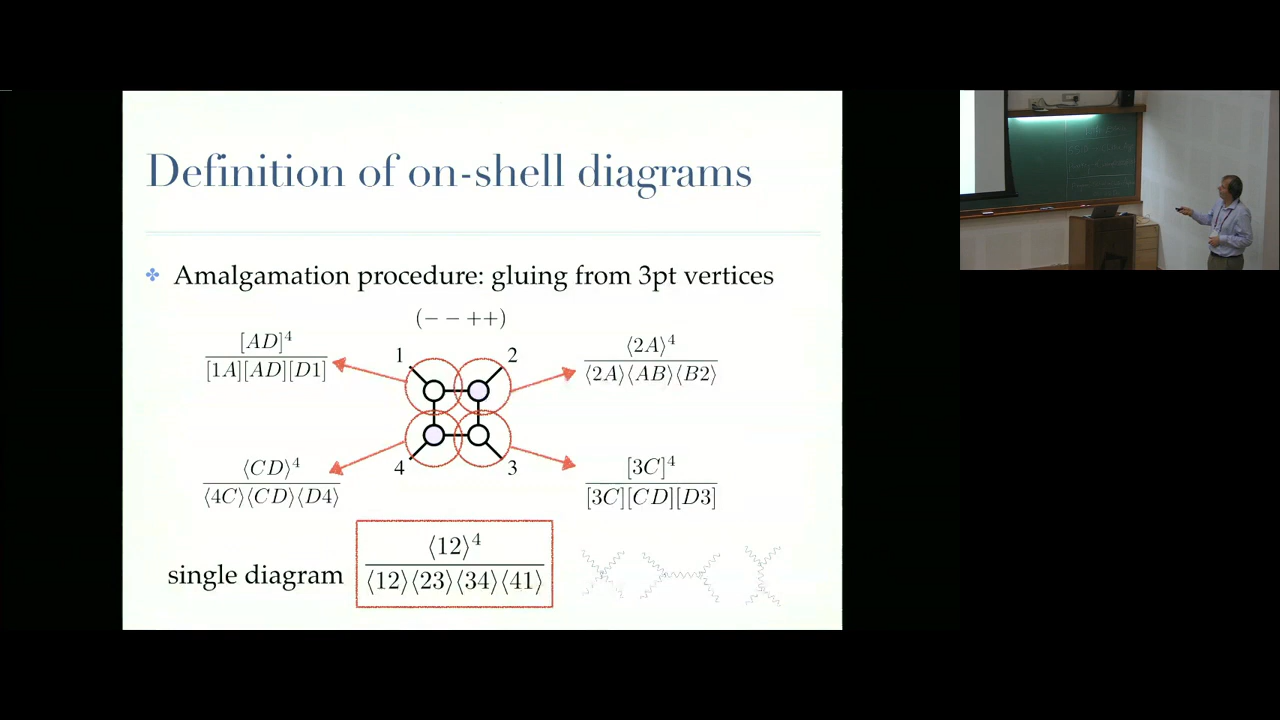 Definition of on-shell diagrams
❖ Amalgamation procedure: gluing from 3pt vertices
(− − ++)
[AD]⁴ / [1A][AD][D1]
1
2
⟨2A⟩⁴ / ⟨2A⟩⟨AB⟩⟨B2⟩
⟨CD⟩⁴ / ⟨4C⟩⟨CD⟩⟨D4⟩
4
3
[3C]⁴ / [3C][CD][D3]
single diagram ⟨12⟩⁴ / ⟨12⟩⟨23⟩⟨34⟩⟨41⟩